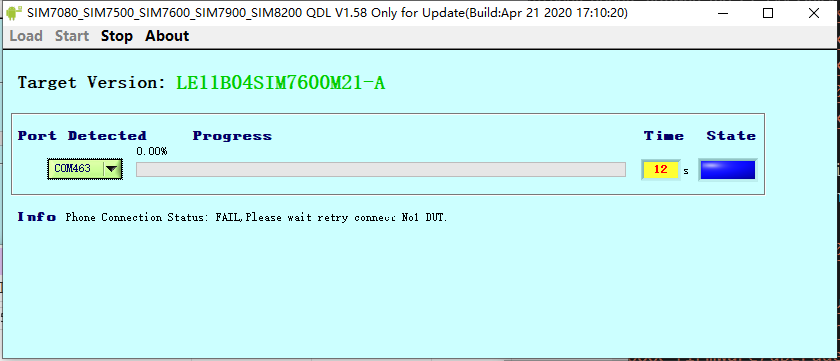 SIM7080_SIM7500_SIM7600_SIM7900_SIM8200 QDL V1.58 Only for Update(Build:Apr 21 2020 17:10:20)
Load Start Stop About
Target Version: LE11B04SIM7600M21-A
Port Detected Progress Time State
0.00%
COM463 12 s
Info Phone Connection Status: FAIL,Please wait retry connect No1 DUT.